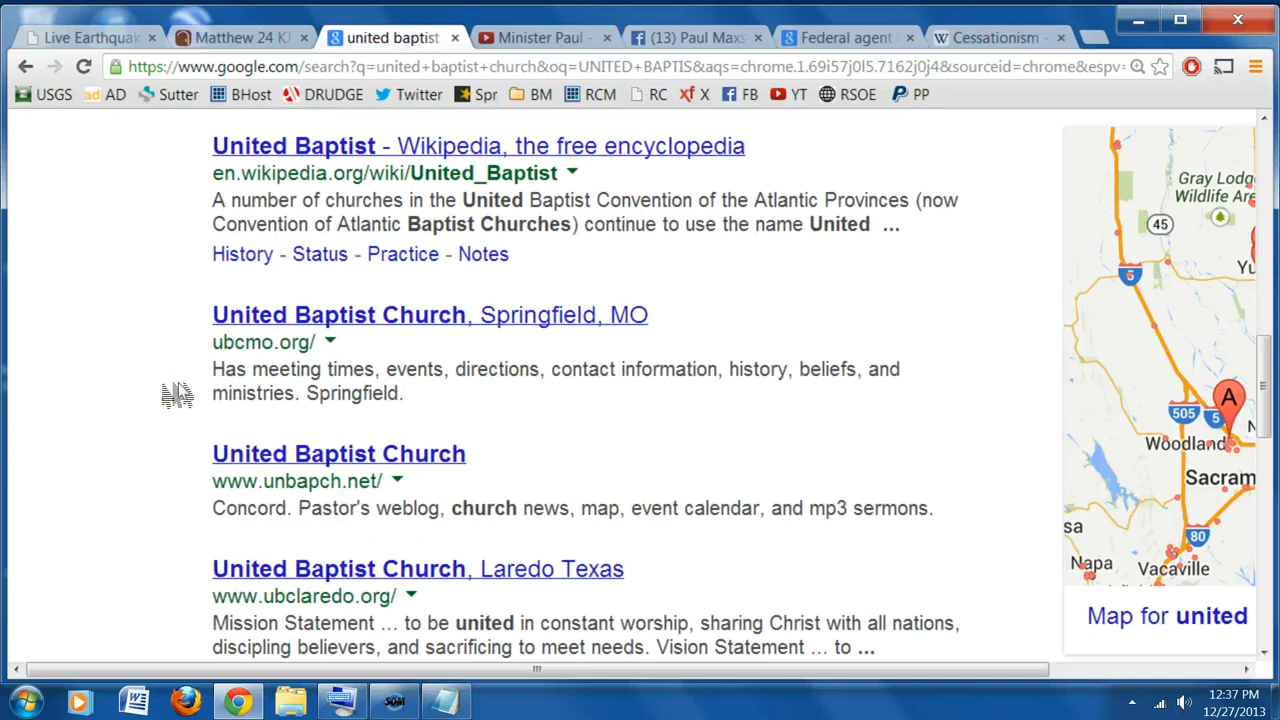 Live Earthquak
Matthew 24 KJ
united baptist
Minister Paul -
(13) Paul Maxs
Federal agent
Cessationism -
https://www.google.com/search?q=united+baptist+church&oq=UNITED+BAPTIS&aqs=chrome.1.69i57j0l5.7162j0j4&sourceid=chrome&espv=
USGS
ad AD
Sutter
BHost
DRUDGE
Twitter
Spr
BM
RCM
RC
xf X
FB
YT
RSOE
PP
United Baptist - Wikipedia, the free encyclopedia
en.wikipedia.org/wiki/United_Baptist
A number of churches in the United Baptist Convention of the Atlantic Provinces (now
Convention of Atlantic Baptist Churches) continue to use the name United ...
History - Status - Practice - Notes
United Baptist Church, Springfield, MO
ubcmo.org/
Has meeting times, events, directions, contact information, history, beliefs, and
ministries. Springfield.
United Baptist Church
www.unbapch.net/
Concord. Pastor's weblog, church news, map, event calendar, and mp3 sermons.
United Baptist Church, Laredo Texas
www.ubclaredo.org/
Mission Statement ... to be united in constant worship, sharing Christ with all nations,
discipling believers, and sacrificing to meet needs. Vision Statement ... to ...
Gray Lodg
Wildlife Are
45
Yu
5
A
505
5
N
Woodland
Sacram
sa
80
Napa
Vacaville
Map for united
12:37 PM
12/27/2013